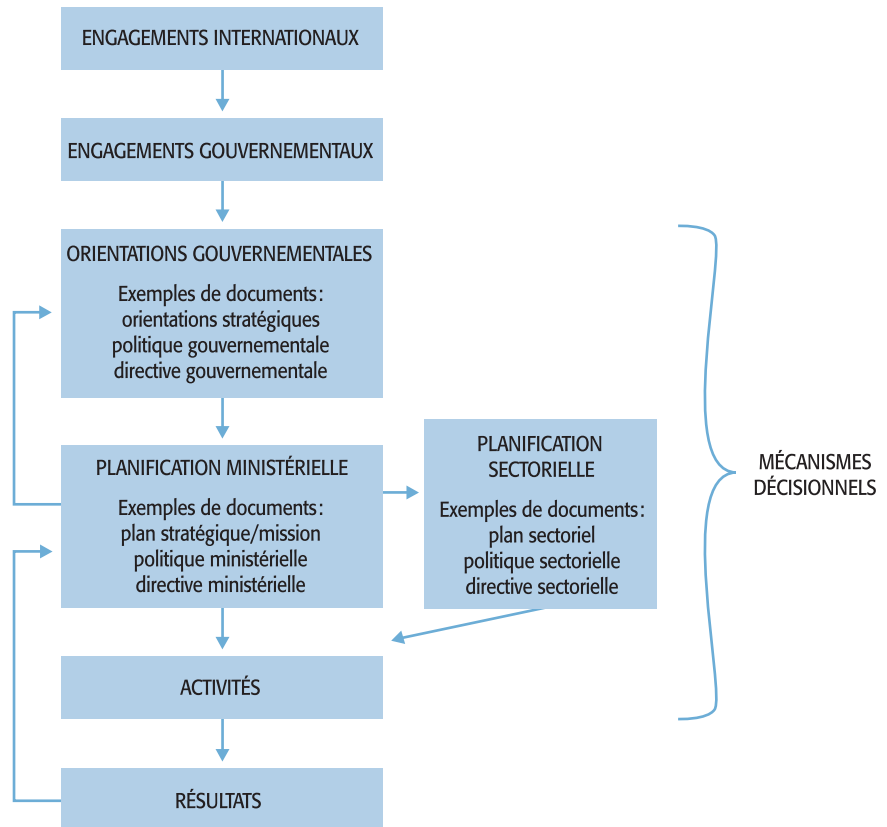 ENGAGEMENTS INTERNATIONAUX
ENGAGEMENTS GOUVERNEMENTAUX
ORIENTATIONS GOUVERNEMENTALES
Exemples de documents :
orientations stratégiques
politique gouvernementale
directive gouvernementale
PLANIFICATION MINISTÉRIELLE
Exemples de documents :
plan stratégique/mission
politique ministérielle
directive ministérielle
PLANIFICATION
SECTORIELLE
Exemples de documents :
plan sectoriel
politique sectorielle
directive sectorielle
MÉCANISMES
DÉCISIONNELS
ACTIVITÉS
RÉSULTATS